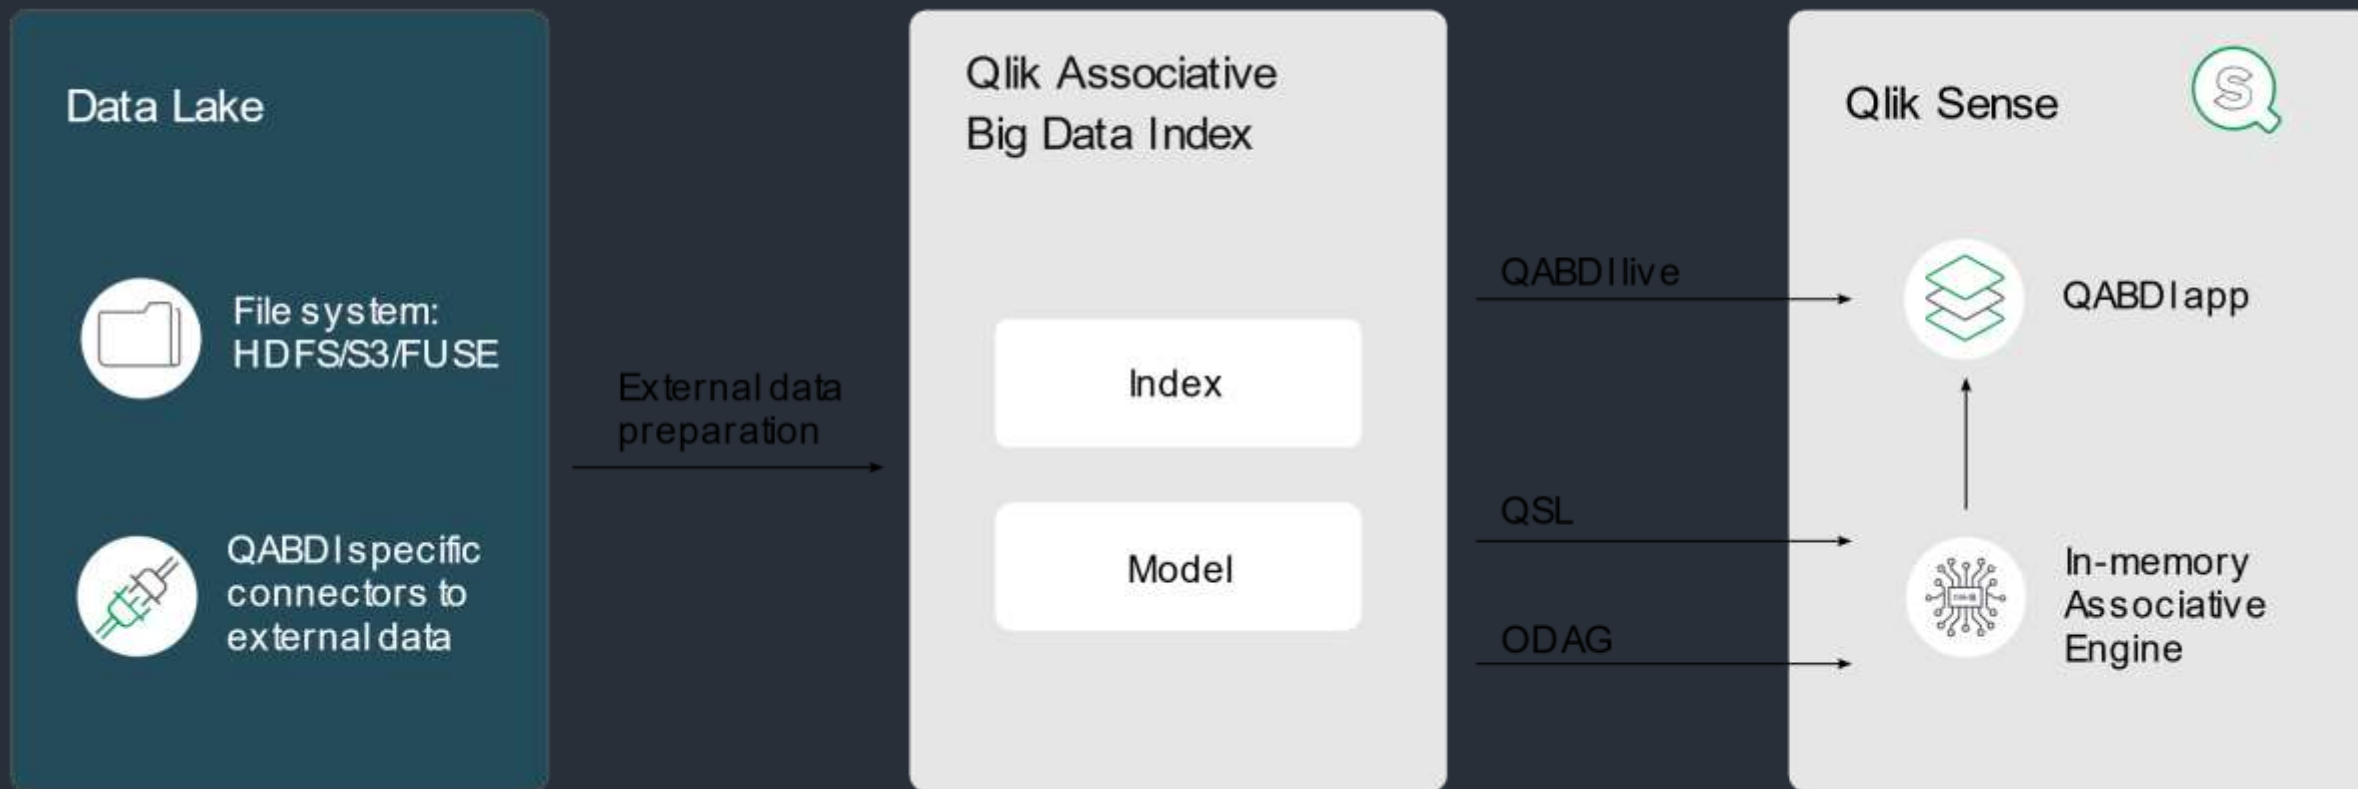 Data Lake
File system:
HDFS/S3/FUSE
QABDI specific
connectors to
external data
External data
preparation
Qlik Associative
Big Data Index
Index
Model
QABDI live
QSL
ODAG
Qlik Sense
S
QABDI app
In-memory
Associative
Engine